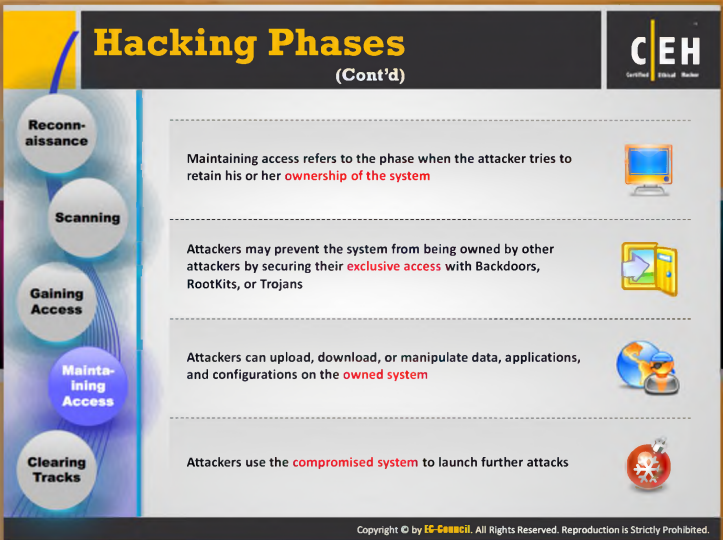 Hacking Phases
(Cont'd)
CEH
Certified Ethical Hacker
Reconn-
aissance
Scanning
Gaining
Access
Mainta-
ining
Access
Clearing
Tracks
Maintaining access refers to the phase when the attacker tries to
retain his or her ownership of the system
Attackers may prevent the system from being owned by other
attackers by securing their exclusive access with Backdoors,
RootKits, or Trojans
Attackers can upload, download, or manipulate data, applications,
and configurations on the owned system
Attackers use the compromised system to launch further attacks
Copyright © by EC-Council. All Rights Reserved. Reproduction is Strictly Prohibited.